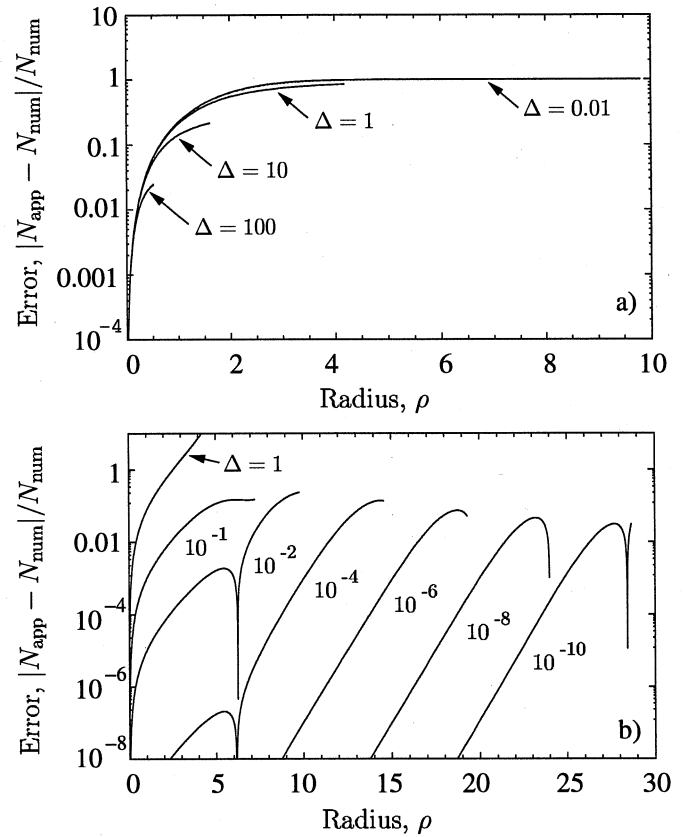 Error, |N_app − N_num|/N_num
10
1
0.1
0.01
0.001
10^−4
Δ = 0.01
Δ = 1
Δ = 10
Δ = 100
a)
0 2 4 6 8 10
Radius, ρ
Error, |N_app − N_num|/N_num
1
0.01
10^−4
10^−6
10^−8
Δ = 1
10^−1
10^−2
10^−4
10^−6
10^−8
10^−10
b)
0 5 10 15 20 25 30
Radius, ρ